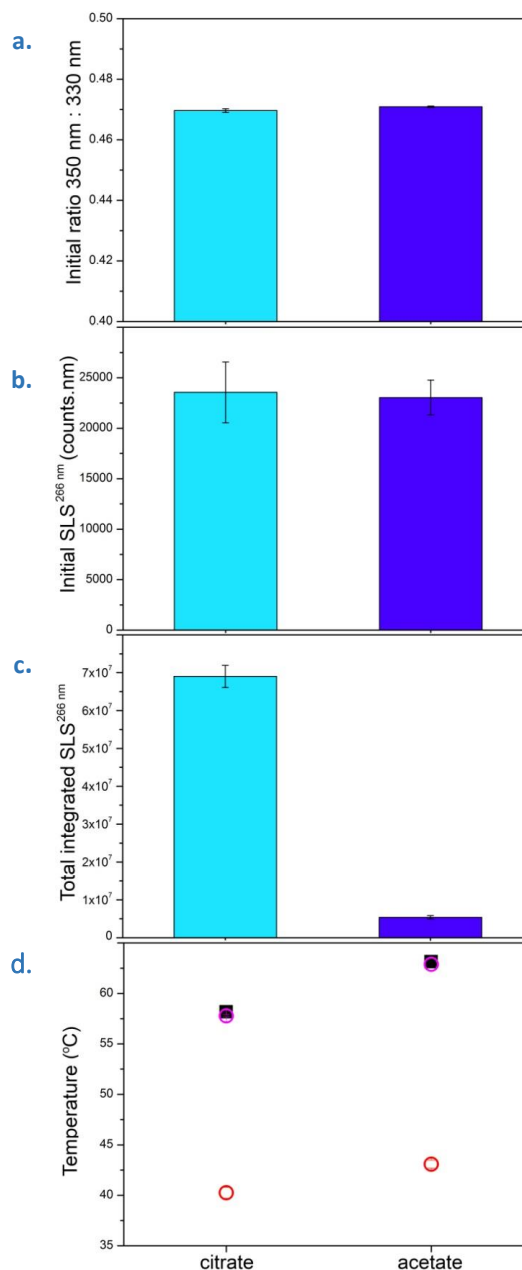 a.
Initial ratio 350 nm : 330 nm
0.50
0.48
0.46
0.44
0.42
0.40
b.
Initial SLS²⁶⁶ ⁿᵐ (counts.nm)
25000
20000
15000
10000
5000
0
c.
Total integrated SLS²⁶⁶ ⁿᵐ
7x10⁷
6x10⁷
5x10⁷
4x10⁷
3x10⁷
2x10⁷
1x10⁷
0
d.
Temperature (ºC)
60
55
50
45
40
35
citrate acetate